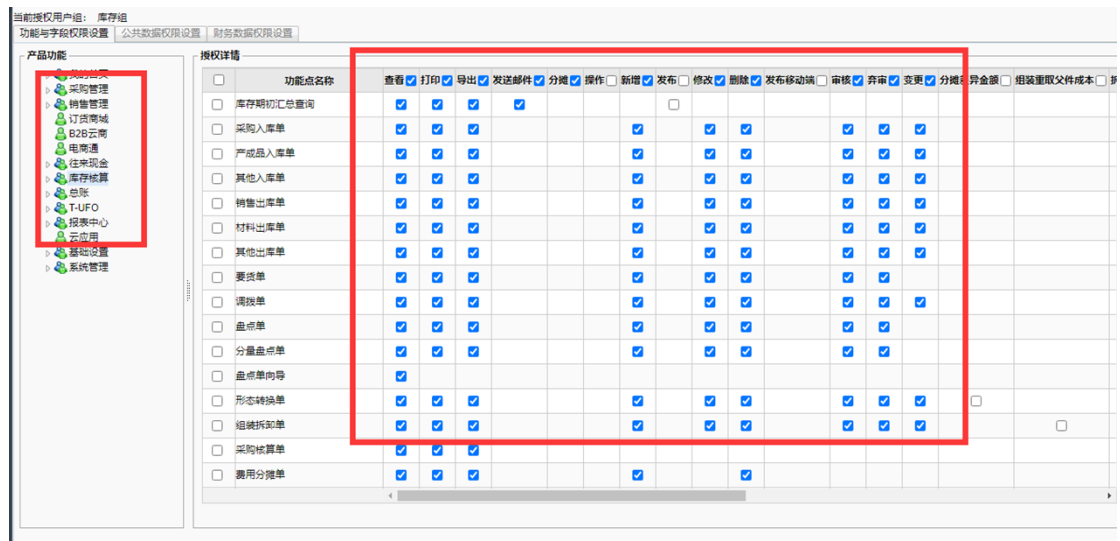 当前授权用户组： 库存组
功能与字段权限设置 公共数据权限设置 财务数据权限设置
产品功能
采购管理
销售管理
订货商城
B2B云商
电商通
往来现金
库存核算
总账
T-UFO
报表中心
云应用
基础设置
系统管理
授权详情
功能点名称 查看 打印 导出 发送邮件 分摊 操作 新增 发布 修改 删除 发布移动端 审核 弃审 变更 分摊 异金额 组装重取父件成本
库存期初汇总查询
采购入库单
产成品入库单
其他入库单
销售出库单
材料出库单
其他出库单
要货单
调拨单
盘点单
分量盘点单
盘点单向导
形态转换单
组装拆卸单
采购核算单
费用分摊单